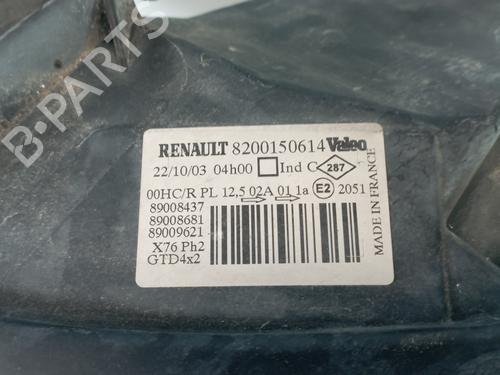 RENAULT 8200150614 Valeo
22/10/03 04h00 Ind C 287
00HC/R PL 12,5 02A 01 1a E2 2051
89008437
89008681
89009621
X76 Ph2
GTD4x2
MADE IN FRANCE
B-PARTS